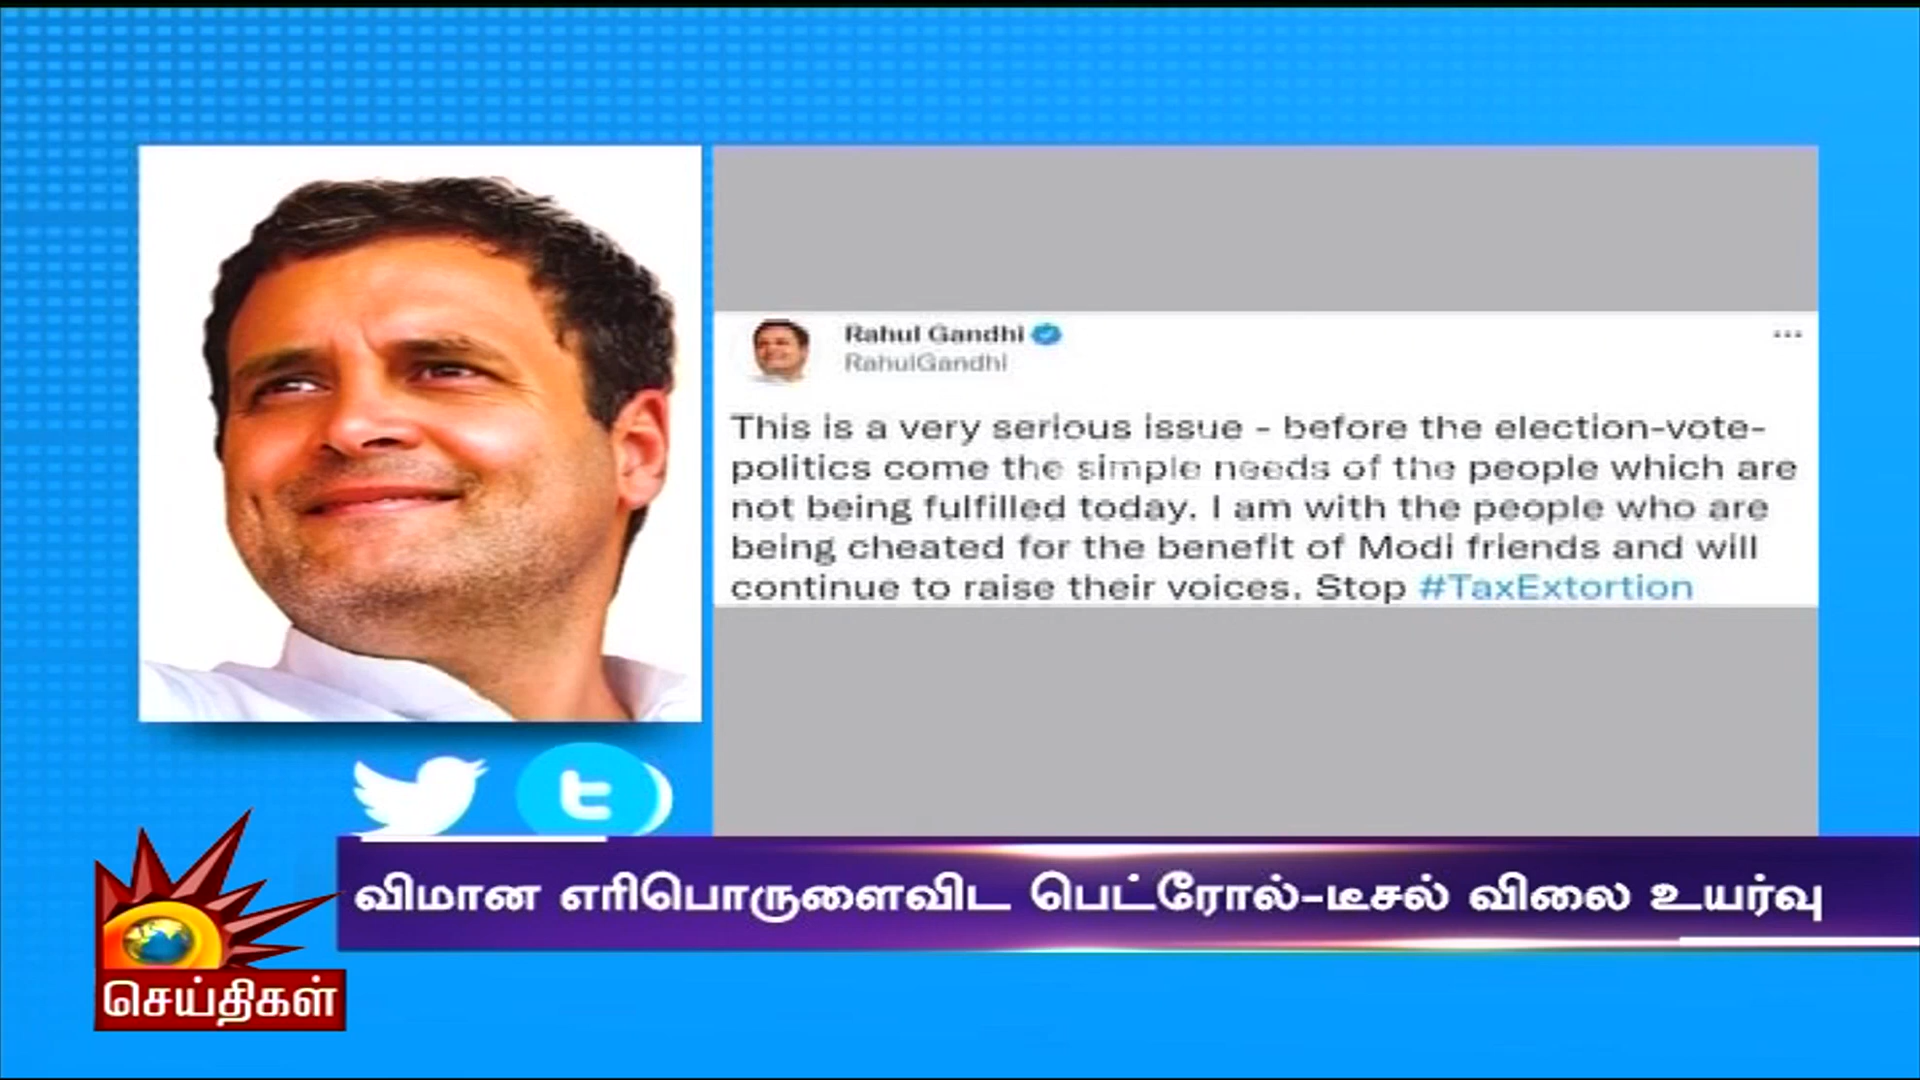 Rahul Gandhi
RahulGandhi
This is a very serious issue - before the election-vote-
politics come the simple needs of the people which are
not being fulfilled today. I am with the people who are
being cheated for the benefit of Modi friends and will
continue to raise their voices. Stop #TaxExtortion
t
விமான எரிபொருளைவிட பெட்ரோல்-டீசல் விலை உயர்வு
செய்திகள்